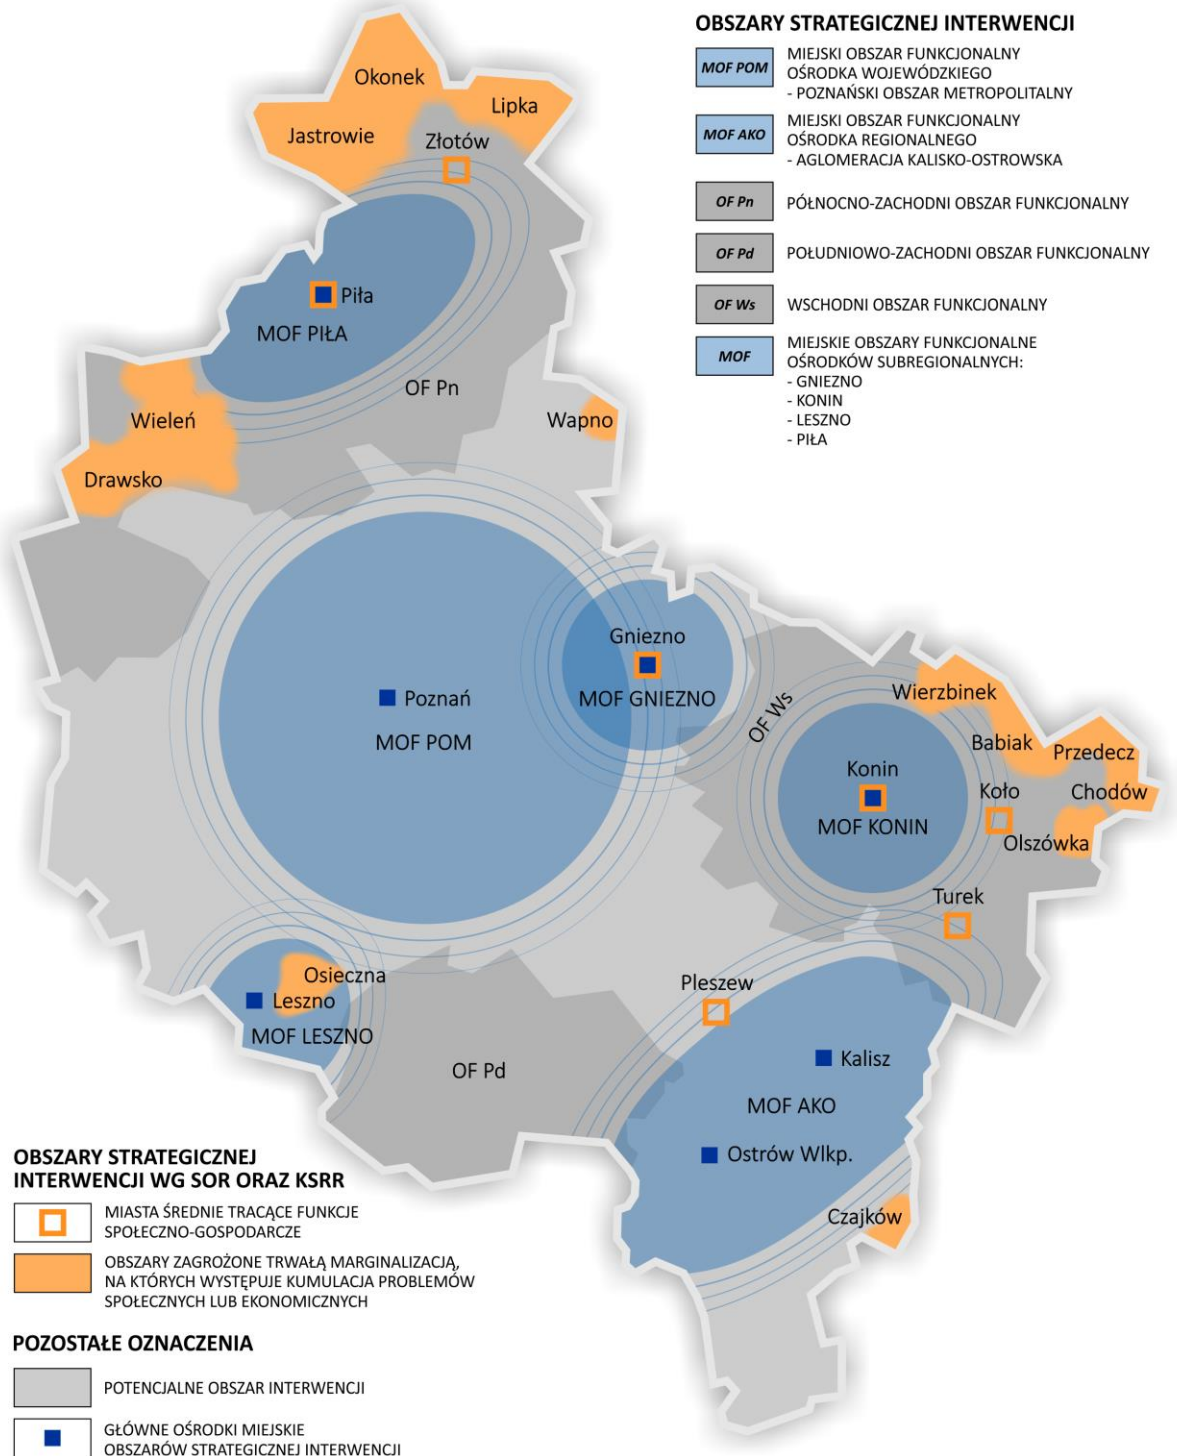 OBSZARY STRATEGICZNEJ INTERWENCJI
MOF POM
MIEJSKI OBSZAR FUNKCJONALNY
OŚRODKA WOJEWÓDZKIEGO
- POZNAŃSKI OBSZAR METROPOLITALNY
MOF AKO
MIEJSKI OBSZAR FUNKCJONALNY
OŚRODKA REGIONALNEGO
- AGLOMERACJA KALISKO-OSTROWSKA
OF Pn
PÓŁNOCNO-ZACHODNI OBSZAR FUNKCJONALNY
OF Pd
POŁUDNIOWO-ZACHODNI OBSZAR FUNKCJONALNY
OF Ws
WSCHODNI OBSZAR FUNKCJONALNY
MOF
MIEJSKIE OBSZARY FUNKCJONALNE
OŚRODKÓW SUBREGIONALNYCH:
- GNIEZNO
- KONIN
- LESZNO
- PIŁA
Okonek
Lipka
Jastrowie
Złotów
Piła
MOF PIŁA
OF Pn
Wieleń
Wapno
Drawsko
Gniezno
MOF GNIEZNO
Poznań
MOF POM
OF Ws
Wierzbinek
Babiak
Przedecz
Konin
Koło
Chodów
MOF KONIN
Olszówka
Turek
Osieczna
Leszno
MOF LESZNO
Pleszew
OF Pd
Kalisz
MOF AKO
Ostrów Wlkp.
Czajków
OBSZARY STRATEGICZNEJ
INTERWENCJI WG SOR ORAZ KSRR
MIASTA ŚREDNIE TRACĄCE FUNKCJE
SPOŁECZNO-GOSPODARCZE
OBSZARY ZAGROŻONE TRWAŁĄ MARGINALIZACJĄ,
NA KTÓRYCH WYSTĘPUJE KUMULACJA PROBLEMÓW
SPOŁECZNYCH LUB EKONOMICZNYCH
POZOSTAŁE OZNACZENIA
POTENCJALNE OBSZAR INTERWENCJI
GŁÓWNE OŚRODKI MIEJSKIE
OBSZARÓW STRATEGICZNEJ INTERWENCJI